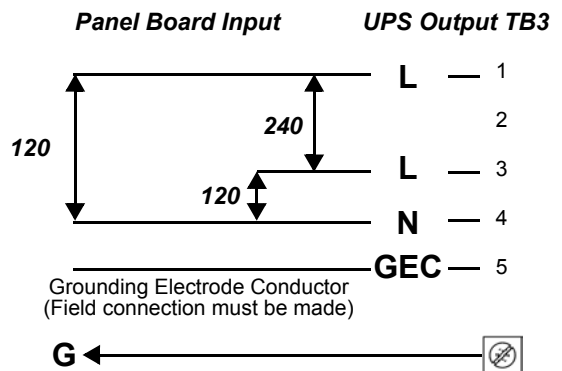 Panel Board Input UPS Output TB3
L 1
240 2
120
L 3
120
N 4
GEC 5
Grounding Electrode Conductor
(Field connection must be made)
G